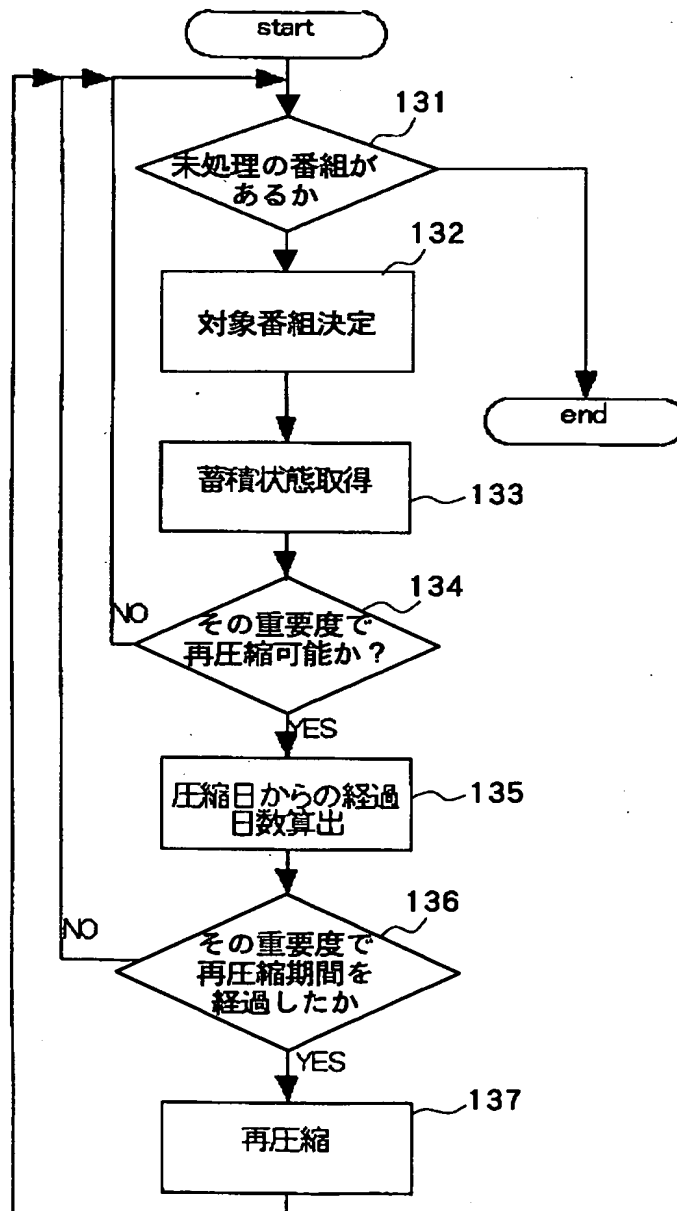 start
131
未処理の番組が
あるか
132
対象番組決定
end
蓄積状態取得
133
134
NO
その重要度で
再圧縮可能か？
YES
圧縮日からの経過
日数算出
135
136
NO
その重要度で
再圧縮期間を
経過したか
YES
137
再圧縮